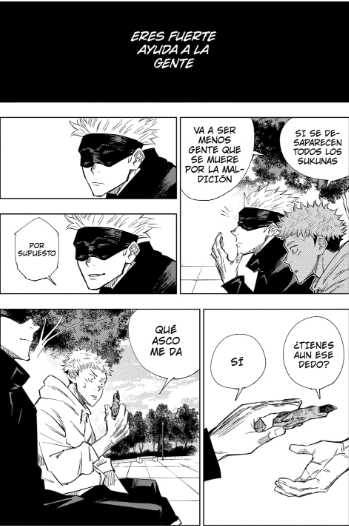 ERES FUERTE
AYUDA A LA
GENTE
SI SE DE-
SAPARECEN
TODOS LOS
SUKUNAS
VA A SER
MENOS
GENTE QUE
SE MUERE
POR LA MAL-
DICIÓN
POR
SUPUESTO
¿TIENES
AUN ESE
DEDO?
SÍ
QUÉ
ASCO
ME DA